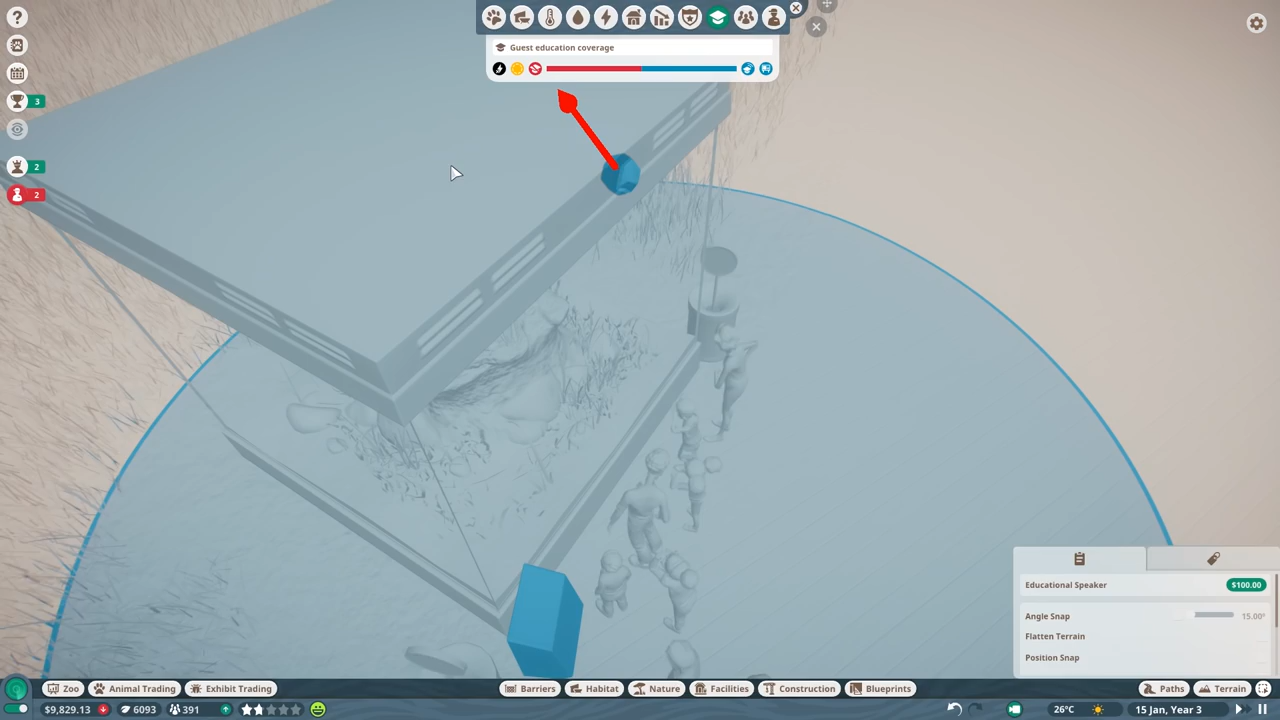 ?
Guest education coverage
3
2
2
Educational Speaker
$100.00
Angle Snap
15.00°
Flatten Terrain
Position Snap
Zoo
Animal Trading
Exhibit Trading
Barriers
Habitat
Nature
Facilities
Construction
Blueprints
Paths
Terrain
$9,829.13
6093
391
26°C
15 Jan, Year 3